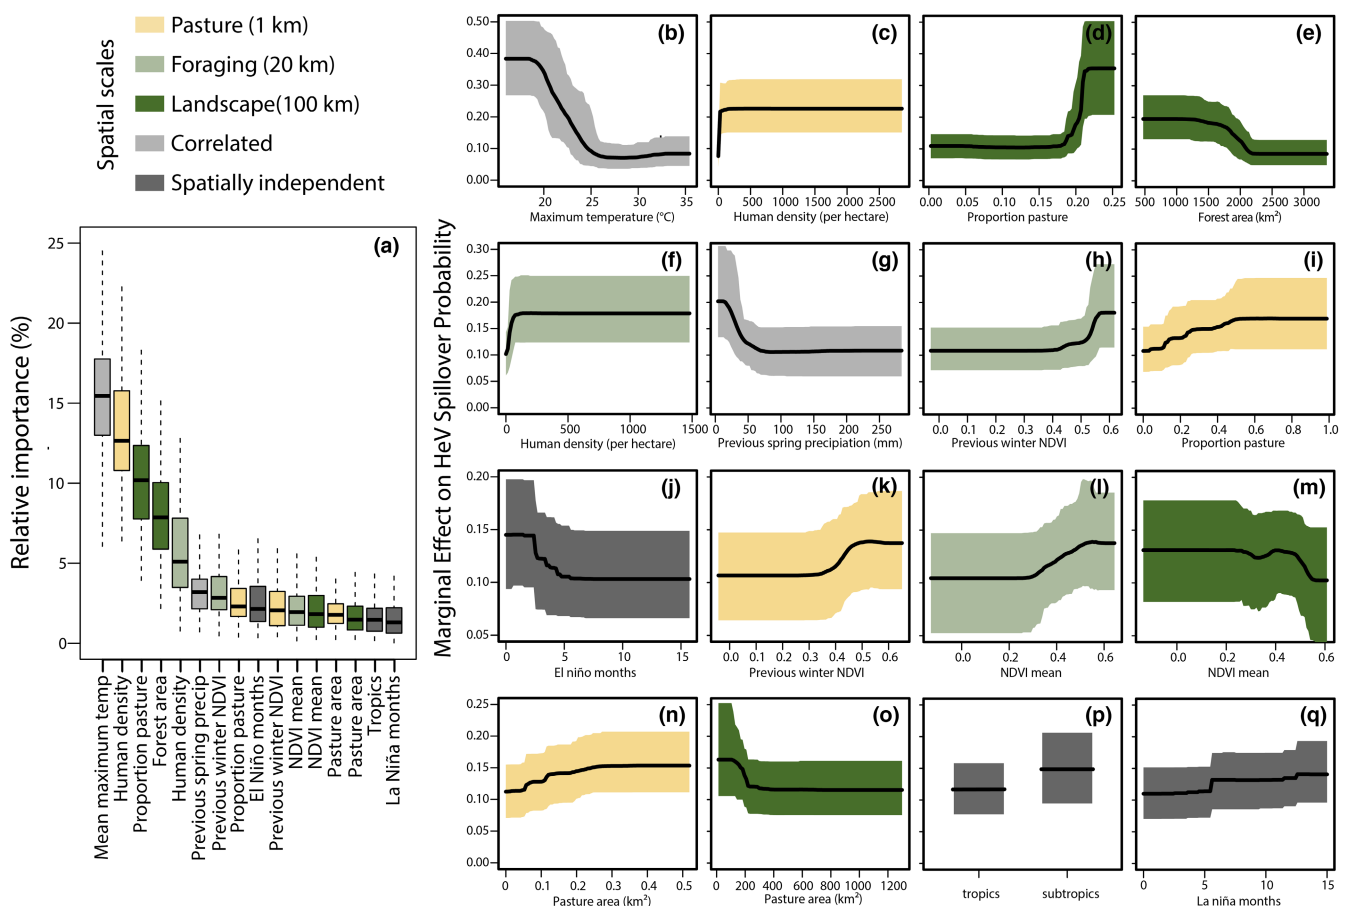 Spatial scales
Pasture (1 km)
Foraging (20 km)
Landscape(100 km)
Correlated
Spatially independent
(a)
Relative importance (%)
25
20
15
10
5
0
Mean maximum temp
Human density
Proportion pasture
Forest area
Human density
Previous spring precip
Previous winter NDVI
Proportion pasture
El Niño months
Previous winter NDVI
NDVI mean
NDVI mean
Pasture area
Pasture area
Tropics
La Niña months
Marginal Effect on HeV Spillover Probability
0.50
0.40
0.30
0.20
0.10
0.00
(b)
20 25 30 35
Maximum temperature (°C)
(c)
0 500 1000 1500 2000 2500
Human density (per hectare)
(d)
0.00 0.05 0.10 0.15 0.20 0.25
Proportion pasture
(e)
500 1000 1500 2000 2500 3000
Forest area (km²)
0.30
0.25
0.20
0.15
0.10
0.05
0.00
(f)
0 500 1000 1500
Human density (per hectare)
(g)
0 50 100 150 200 250
Previous spring precipiation (mm)
(h)
0.0 0.1 0.2 0.3 0.4 0.5 0.6
Previous winter NDVI
(i)
0.0 0.2 0.4 0.6 0.8 1.0
Proportion pasture
0.20
0.15
0.10
0.05
(j)
0 5 10 15
El niño months
(k)
0.0 0.1 0.2 0.3 0.4 0.5 0.6
Previous winter NDVI
(l)
0.0 0.2 0.4 0.6
NDVI mean
(m)
0.0 0.2 0.4 0.6
NDVI mean
0.25
0.20
0.15
0.10
0.05
0.00
(n)
0 0.1 0.2 0.3 0.4 0.5
Pasture area (km²)
(o)
0 200 400 600 800 1000 1200
Pasture area (km²)
(p)
tropics subtropics
(q)
0 5 10 15
La niña months